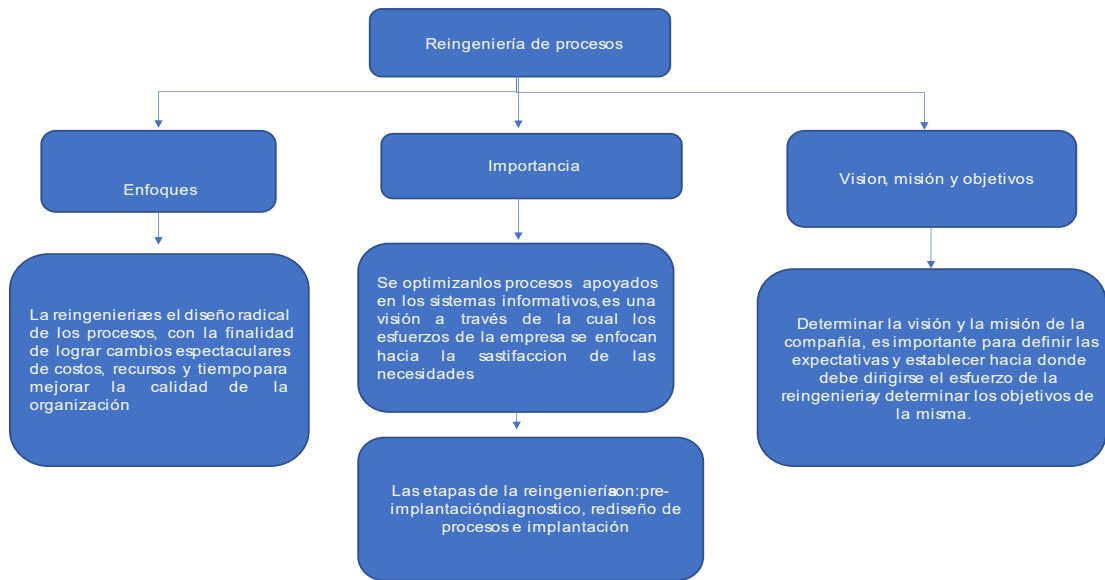 Reingeniería de procesos
Enfoques
Importancia
Vision, misión y objetivos
La reingenieriaes el diseño radical
de los procesos, con la finalidad
de lograr cambios espectaculares
de costos, recursos y tiempopara
mejorar la calidad de la
organización
Se optimizanlos procesos apoyados
en los sistemas informativos,es una
visión a través de la cual los
esfuerzos de la empresa se enfocan
hacia la sastifaccion de las
necesidades
Las etapas de la reingenieríason:pre-
implantación,diagnostico, rediseño de
procesos e implantación
Determinar la visión y la misión de la
compañía, es importante para definir las
expectativas y establecer hacia donde
debe dirigirse el esfuerzo de la
reingenieriay determinar los objetivos de
la misma.